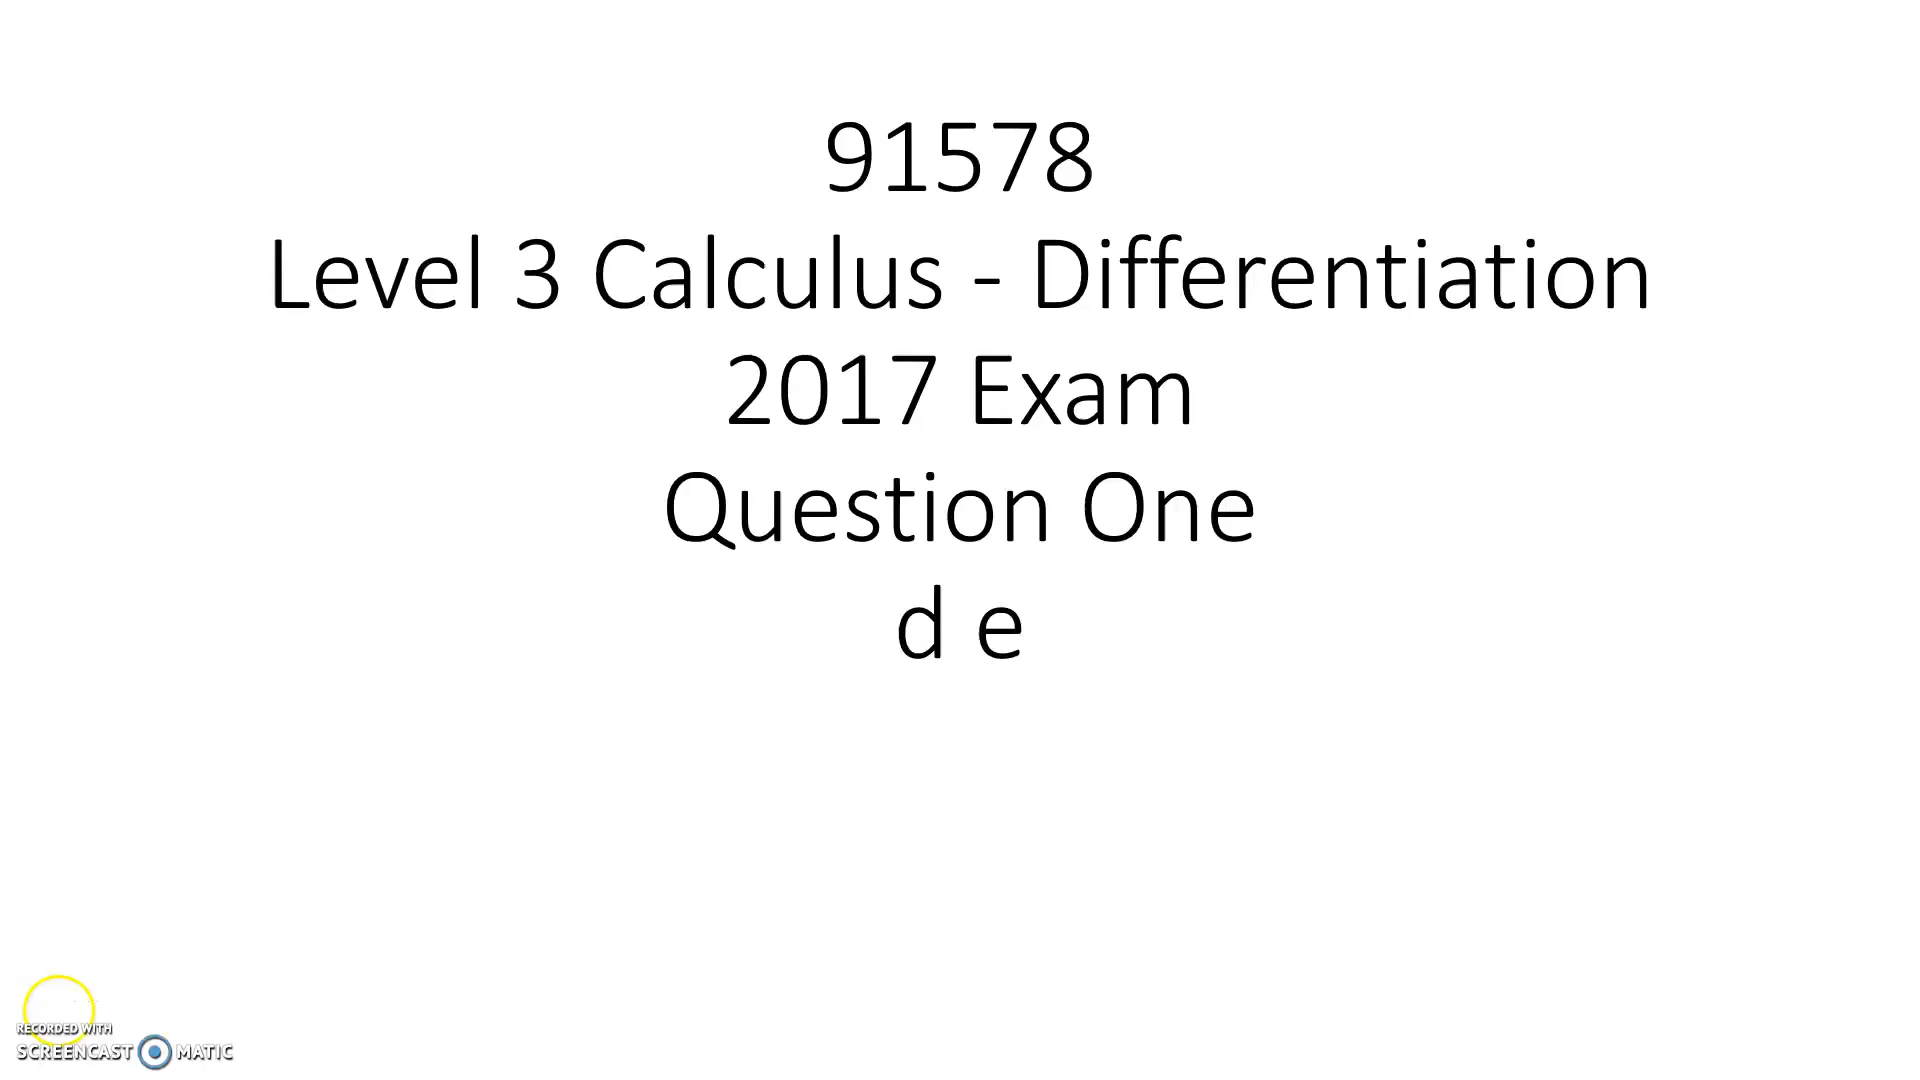 91578
Level 3 Calculus - Differentiation
2017 Exam
Question One
d e
RECORDED WITH
SCREENCAST MATIC